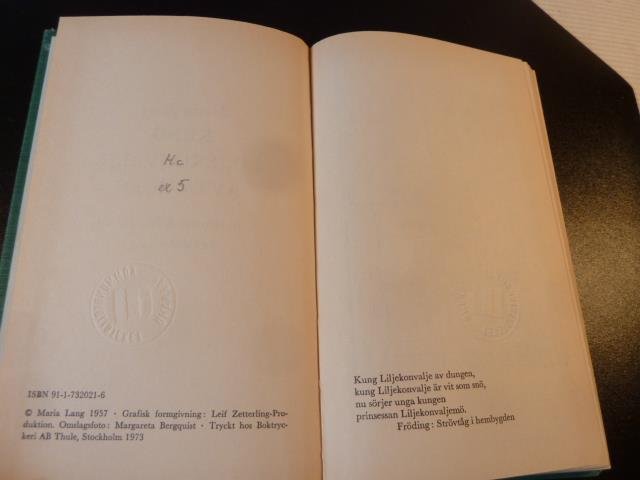 Hc
ex 5
ISBN 91-1-732021-6
© Maria Lang 1957 · Grafisk formgivning: Leif Zetterling-Pro-
duktion. Omslagsfoto: Margareta Bergquist · Tryckt hos Boktryc-
keri AB Thule, Stockholm 1973
Kung Liljekonvalje av dungen,
kung Liljekonvalje är vit som snö,
nu sörjer unga kungen
prinsessan Liljekonvaljemö.
Fröding: Strövtåg i hembygden